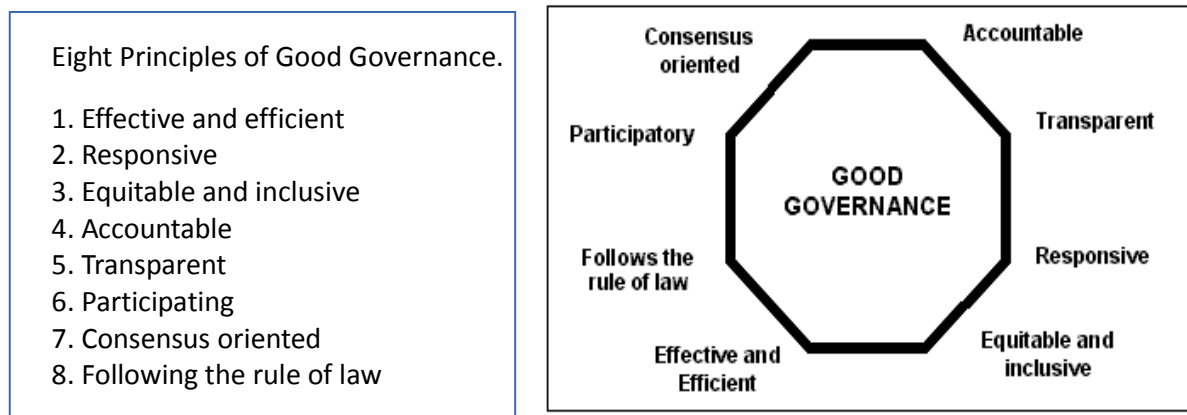 Eight Principles of Good Governance.
1. Effective and efficient
2. Responsive
3. Equitable and inclusive
4. Accountable
5. Transparent
6. Participating
7. Consensus oriented
8. Following the rule of law
Consensus
oriented
Accountable
Participatory
Transparent
GOOD
GOVERNANCE
Follows the
rule of law
Responsive
Effective and
Efficient
Equitable and
inclusive